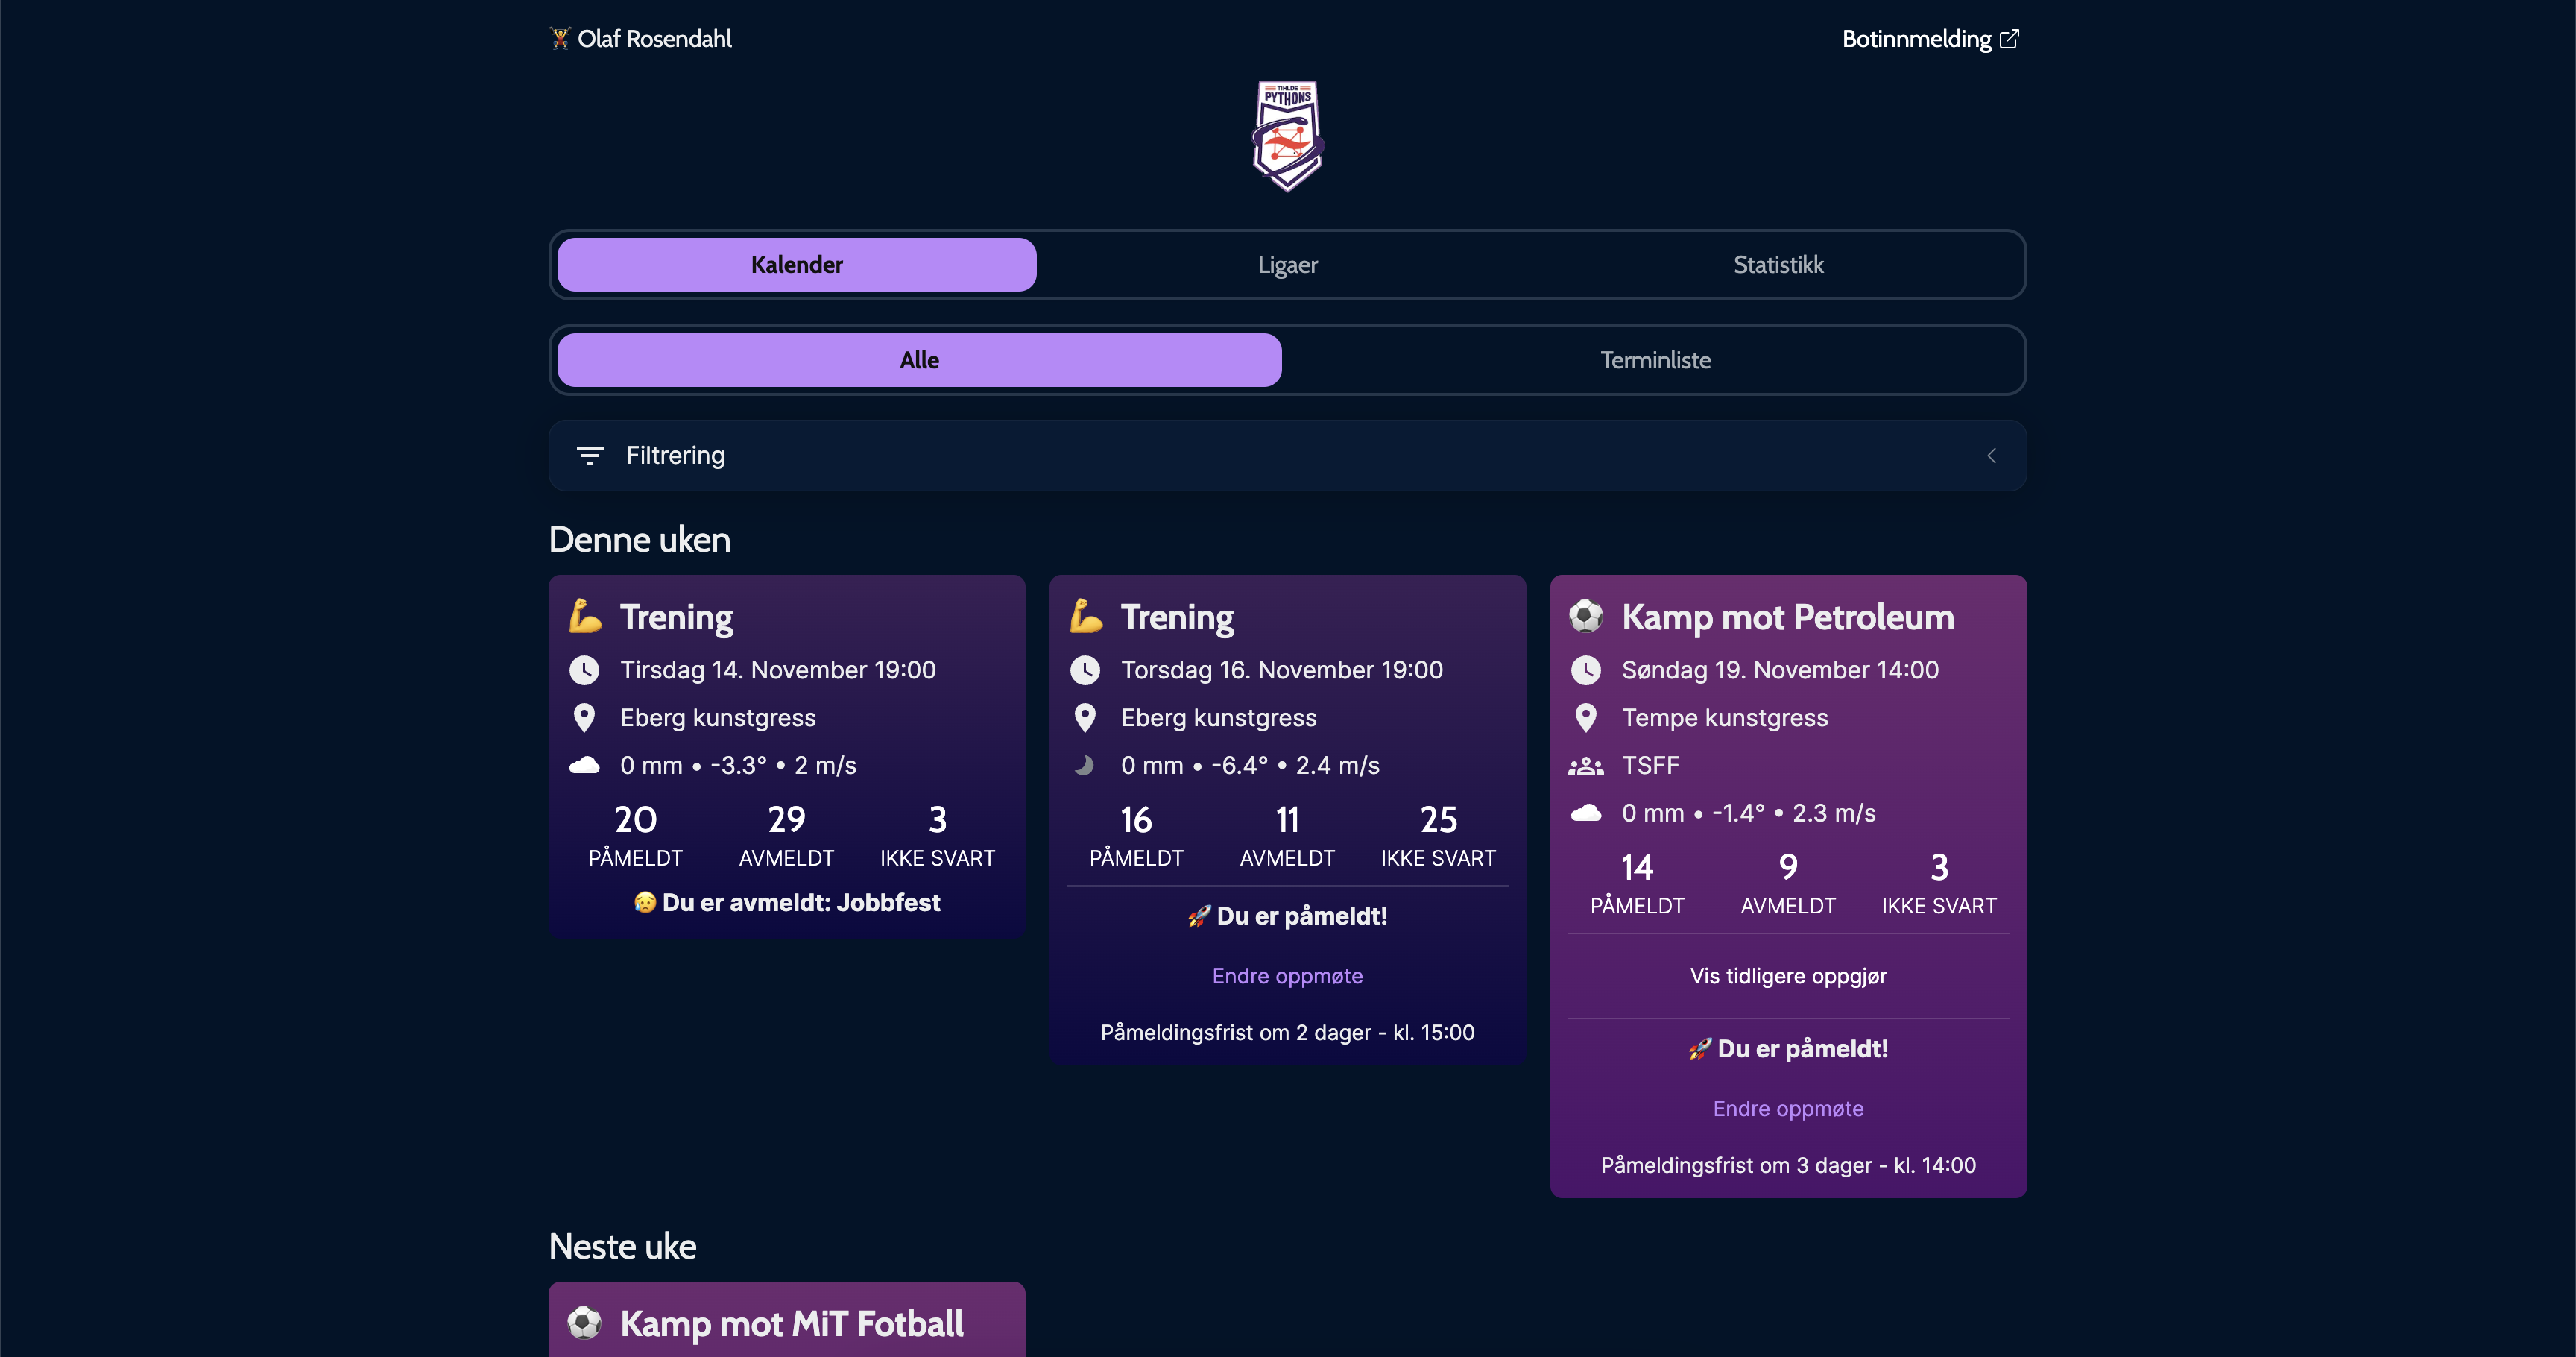 Olaf Rosendahl
Botinnmelding
TIHLDE
PYTHONS
Kalender
Ligaer
Statistikk
Alle
Terminliste
Filtrering
Denne uken
Trening
Tirsdag 14. November 19:00
Eberg kunstgress
0 mm • -3.3° • 2 m/s
20 29 3
PÅMELDT AVMELDT IKKE SVART
😥 Du er avmeldt: Jobbfest
Trening
Torsdag 16. November 19:00
Eberg kunstgress
0 mm • -6.4° • 2.4 m/s
16 11 25
PÅMELDT AVMELDT IKKE SVART
🚀 Du er påmeldt!
Endre oppmøte
Påmeldingsfrist om 2 dager - kl. 15:00
Kamp mot Petroleum
Søndag 19. November 14:00
Tempe kunstgress
TSFF
0 mm • -1.4° • 2.3 m/s
14 9 3
PÅMELDT AVMELDT IKKE SVART
Vis tidligere oppgjør
🚀 Du er påmeldt!
Endre oppmøte
Påmeldingsfrist om 3 dager - kl. 14:00
Neste uke
Kamp mot MiT Fotball